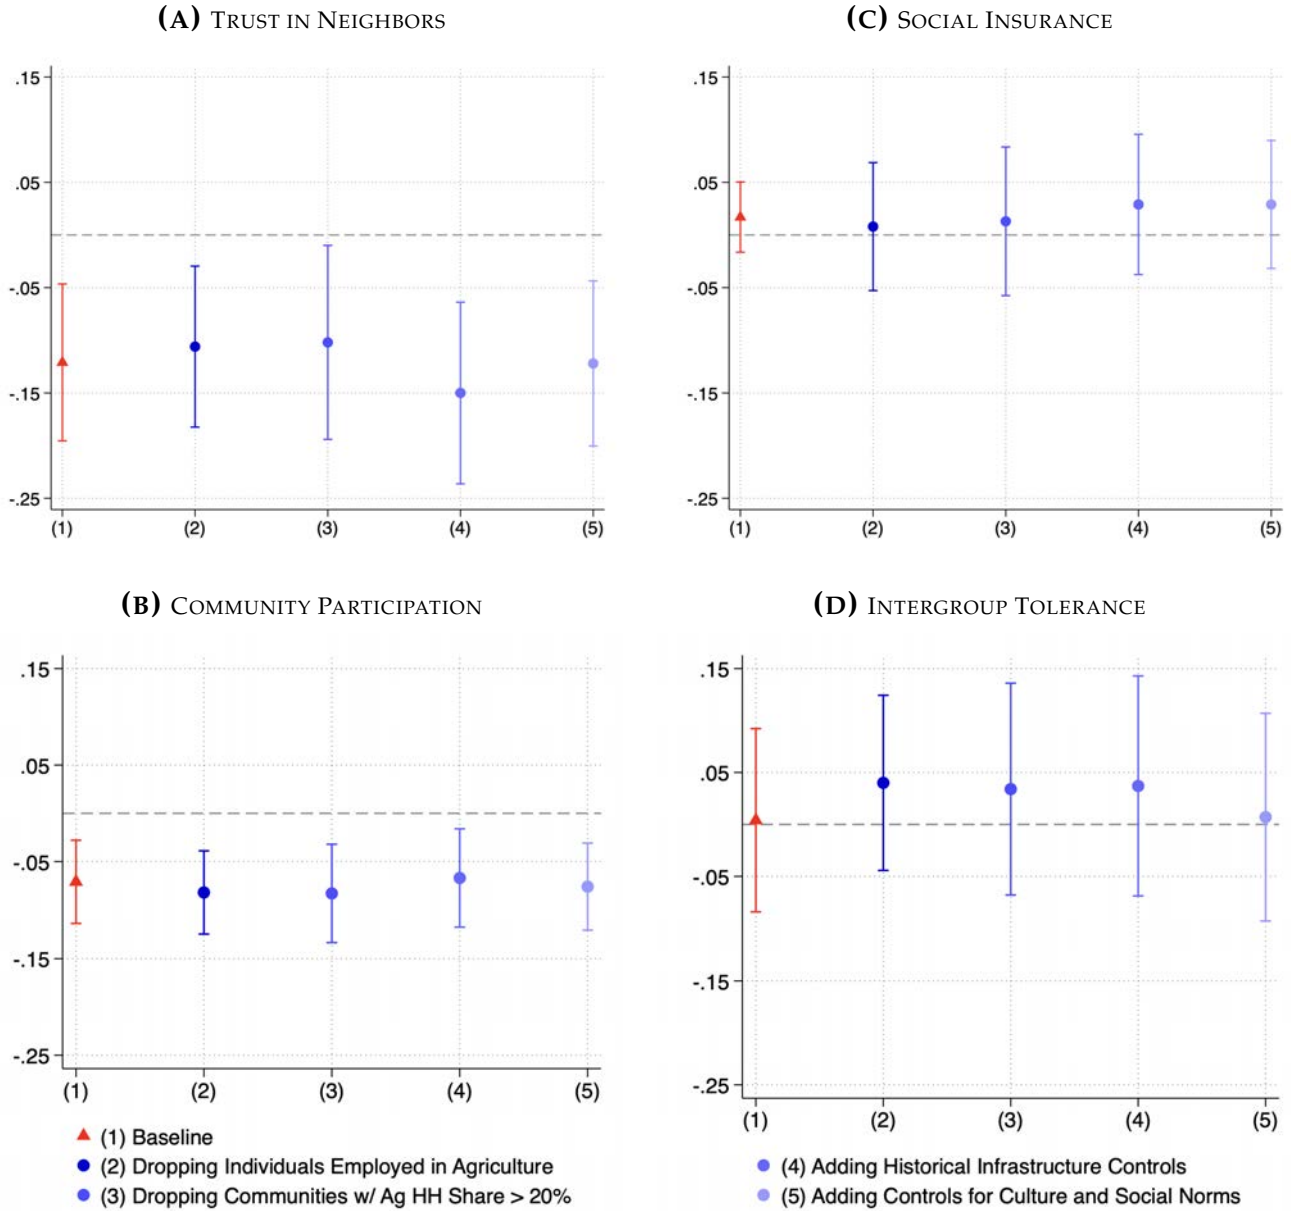 (A) TRUST IN NEIGHBORS
.15
.05
-.05
-.15
-.25
(1) (2) (3) (4) (5)
(C) SOCIAL INSURANCE
.15
.05
-.05
-.15
-.25
(1) (2) (3) (4) (5)
(B) COMMUNITY PARTICIPATION
.15
.05
-.05
-.15
-.25
(1) (2) (3) (4) (5)
(1) Baseline
(2) Dropping Individuals Employed in Agriculture
(3) Dropping Communities w/ Ag HH Share > 20%
(D) INTERGROUP TOLERANCE
.15
.05
-.05
-.15
-.25
(1) (2) (3) (4) (5)
(4) Adding Historical Infrastructure Controls
(5) Adding Controls for Culture and Social Norms